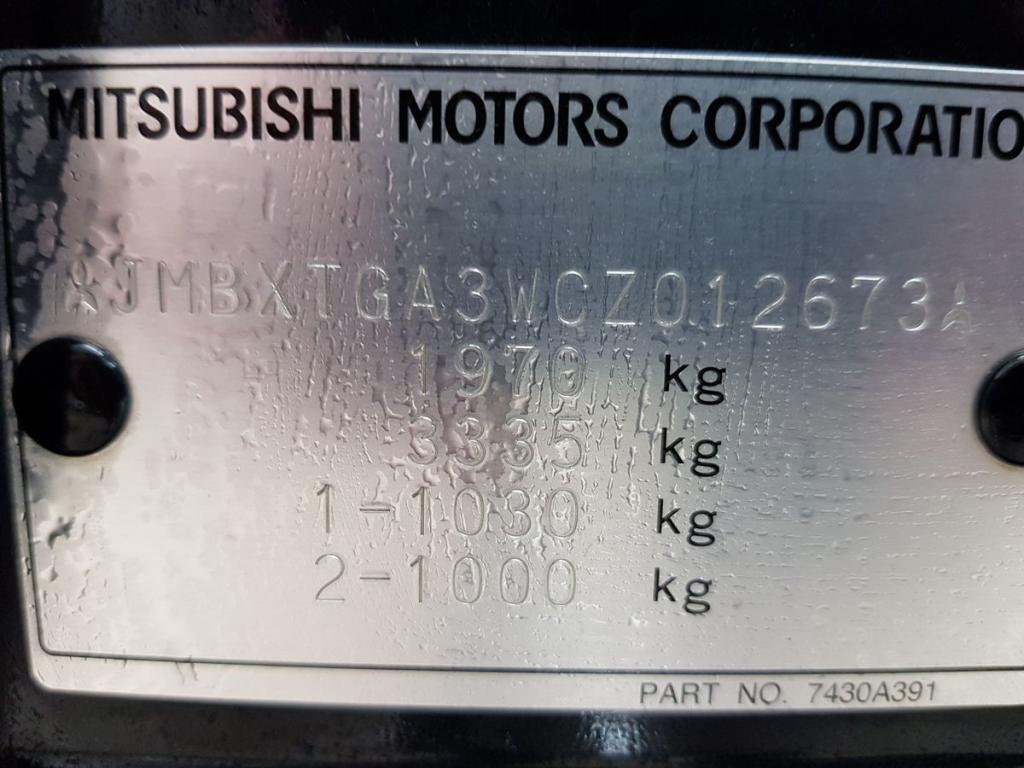 MITSUBISHI MOTORS CORPORATIO
JMBXTGA3WCZ012673
1970 kg
3335 kg
1-1030 kg
2-1000 kg
PART NO. 7430A391